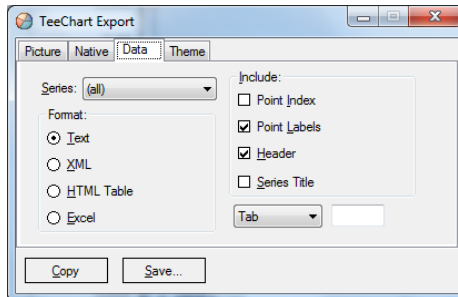 TeeChart Export
Picture Native Data Theme
Series: (all)
Format:
Text
XML
HTML Table
Excel
Include:
Point Index
Point Labels
Header
Series Title
Tab
Copy Save...